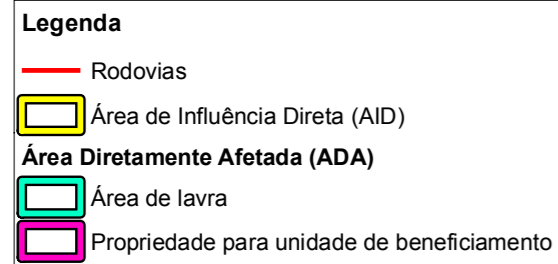 Legenda
Rodovias
Área de Influência Direta (AID)
Área Diretamente Afetada (ADA)
Área de lavra
Propriedade para unidade de beneficiamento